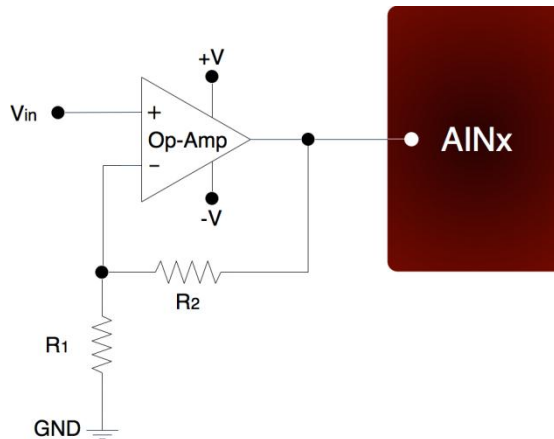 +V
Vin
+
Op-Amp
−
-V
AINx
R2
R1
GND